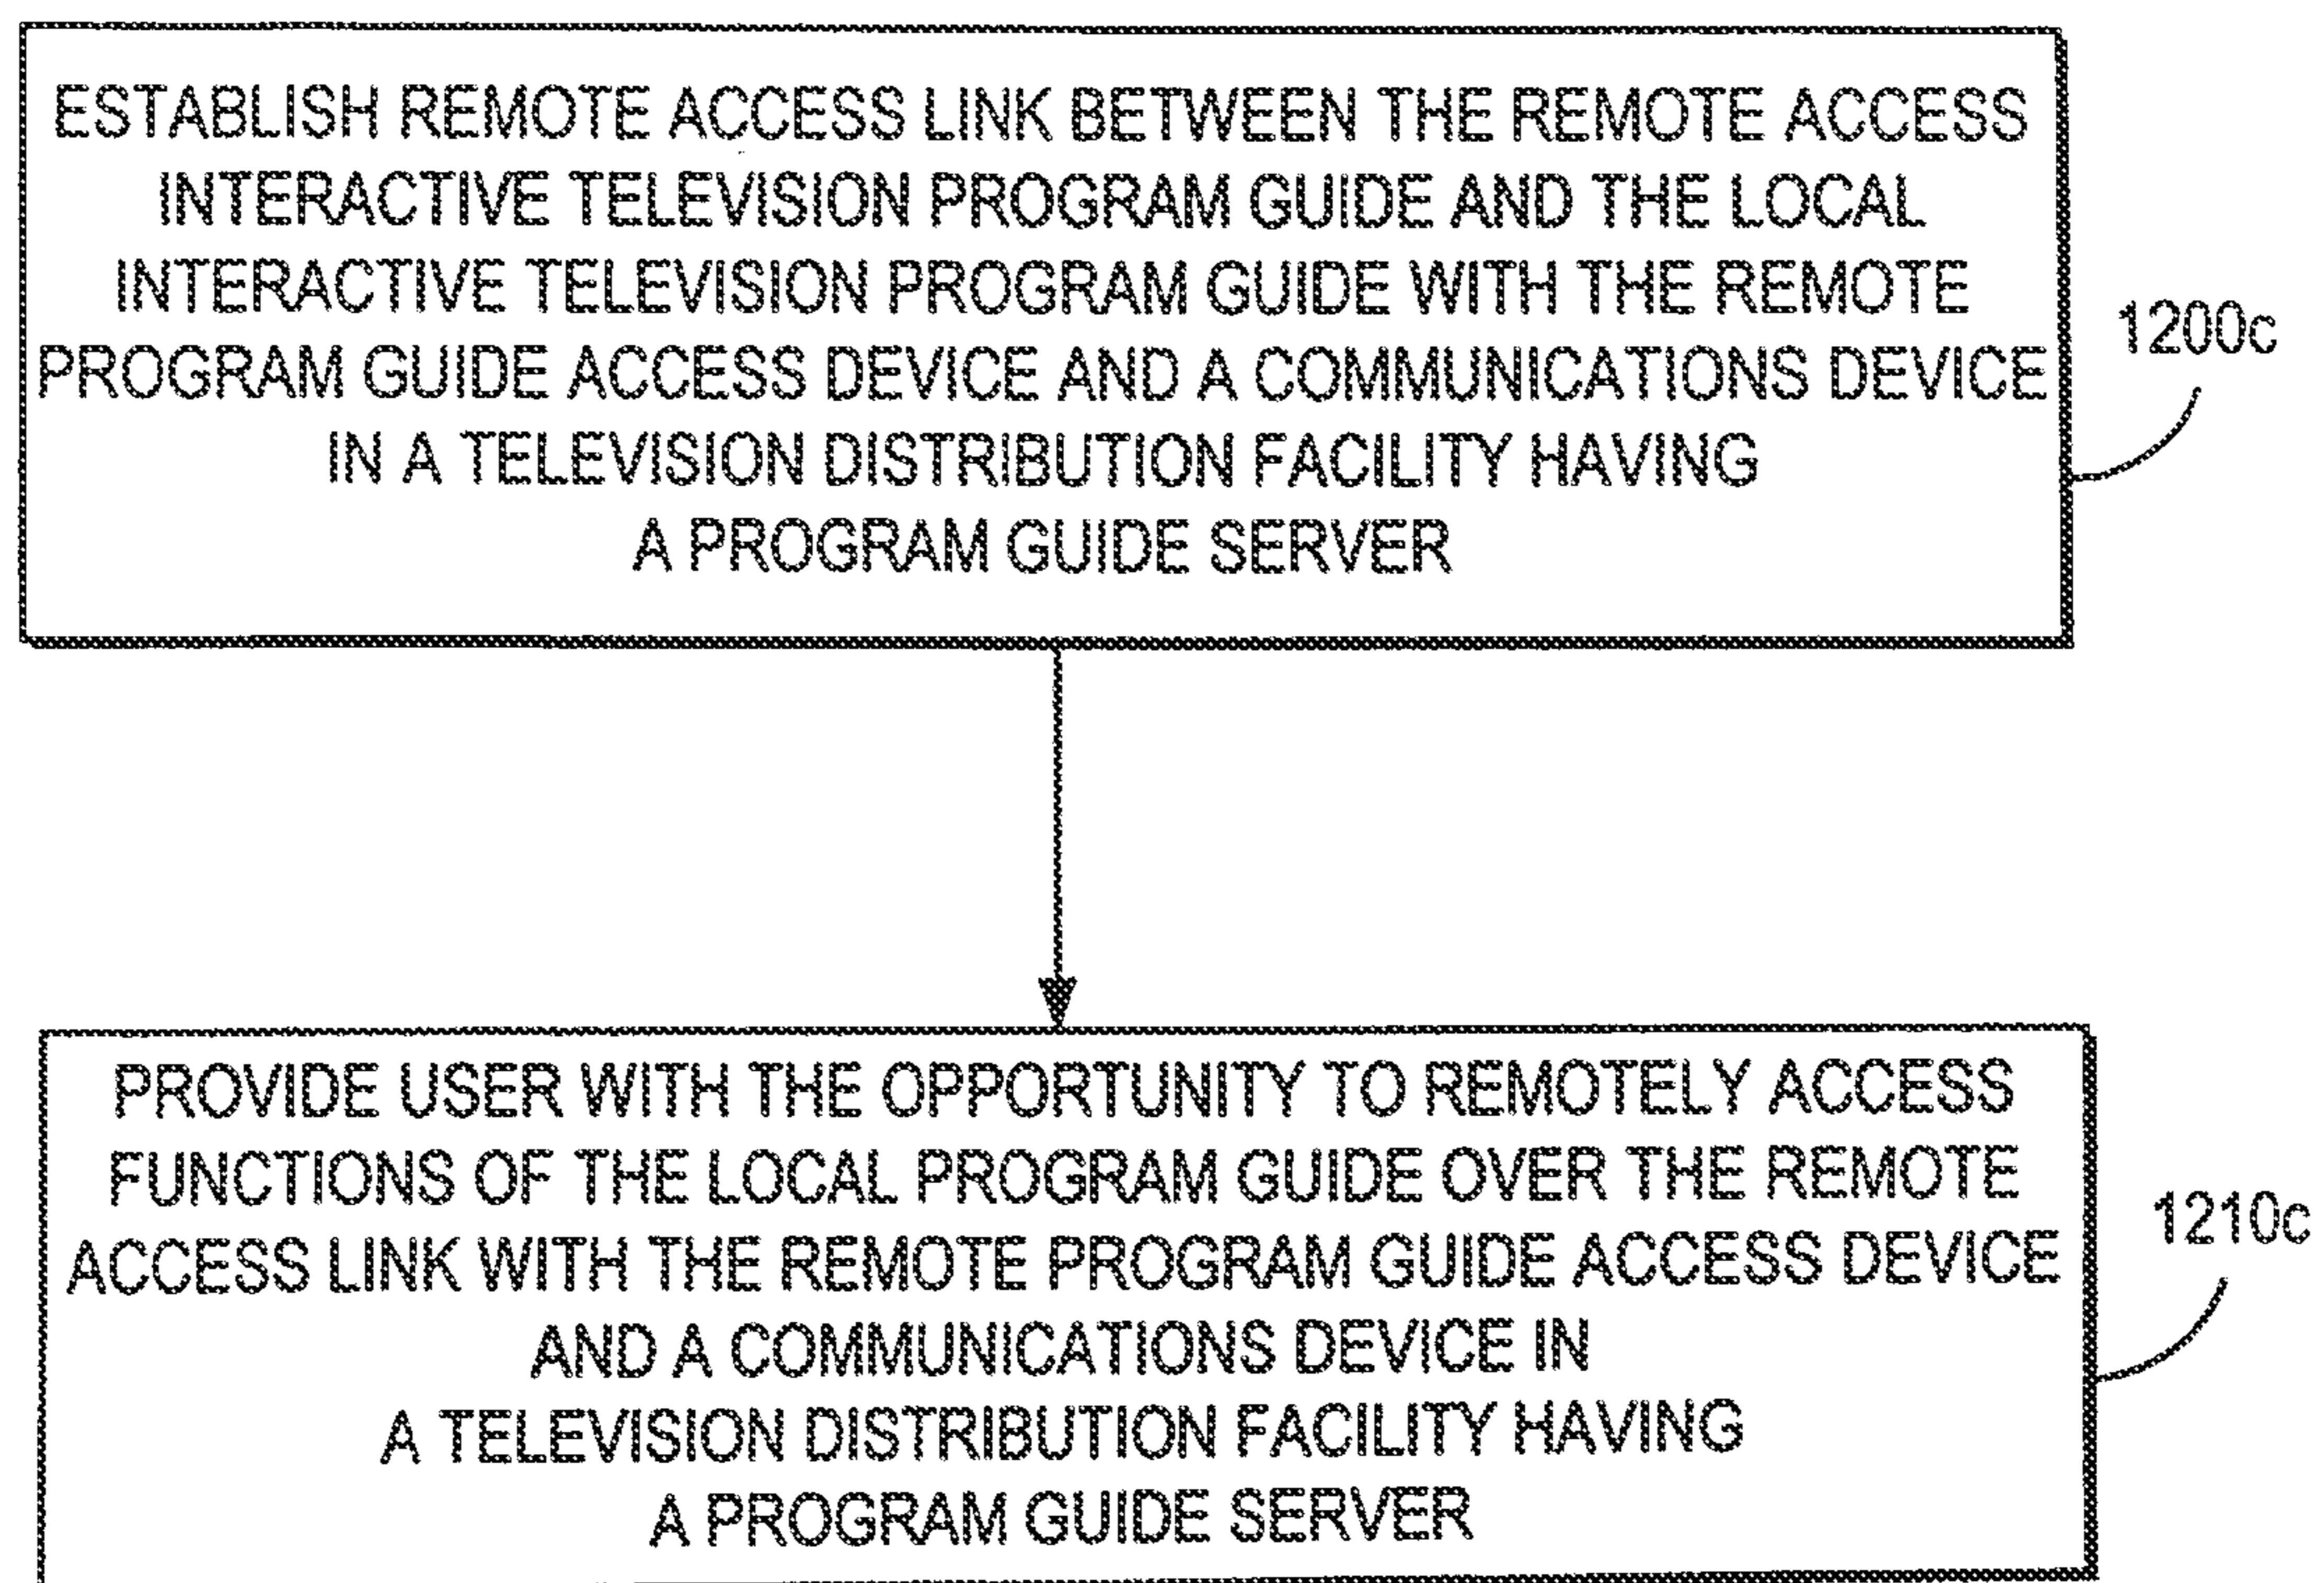 ESTABLISH REMOTE ACCESS LINK BETWEEN THE REMOTE ACCESS
INTERACTIVE TELEVISION PROGRAM GUIDE AND THE LOCAL
INTERACTIVE TELEVISION PROGRAM GUIDE WITH THE REMOTE
PROGRAM GUIDE ACCESS DEVICE AND A COMMUNICATIONS DEVICE
IN A TELEVISION DISTRIBUTION FACILITY HAVING
A PROGRAM GUIDE SERVER
1200c
PROVIDE USER WITH THE OPPORTUNITY TO REMOTELY ACCESS
FUNCTIONS OF THE LOCAL PROGRAM GUIDE OVER THE REMOTE
ACCESS LINK WITH THE REMOTE PROGRAM GUIDE ACCESS DEVICE
AND A COMMUNICATIONS DEVICE IN
A TELEVISION DISTRIBUTION FACILITY HAVING
A PROGRAM GUIDE SERVER
1210c